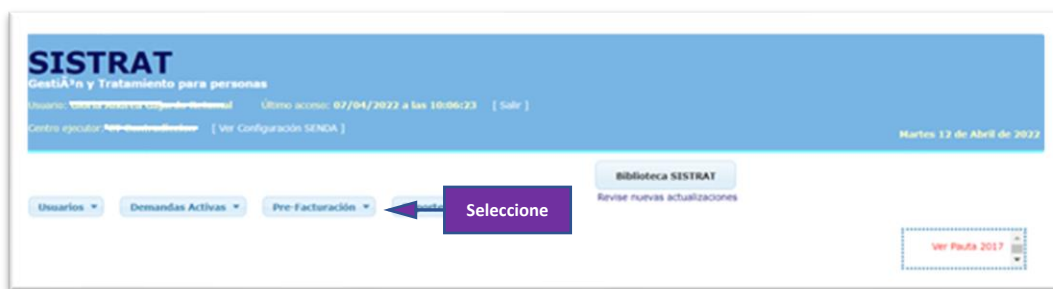 SISTRAT
GestiÃ³n y Tratamiento para personas
Usuario: Último acceso: 07/04/2022 a las 10:06:23 [ Salir ]
Centro ejecutor: [ Ver Configuración SENDA ]
Martes 12 de Abril de 2022
Biblioteca SISTRAT
Revise nuevas actualizaciones
Usuarios Demandas Activas Pre-Facturación
Seleccione
Ver Pauta 2017